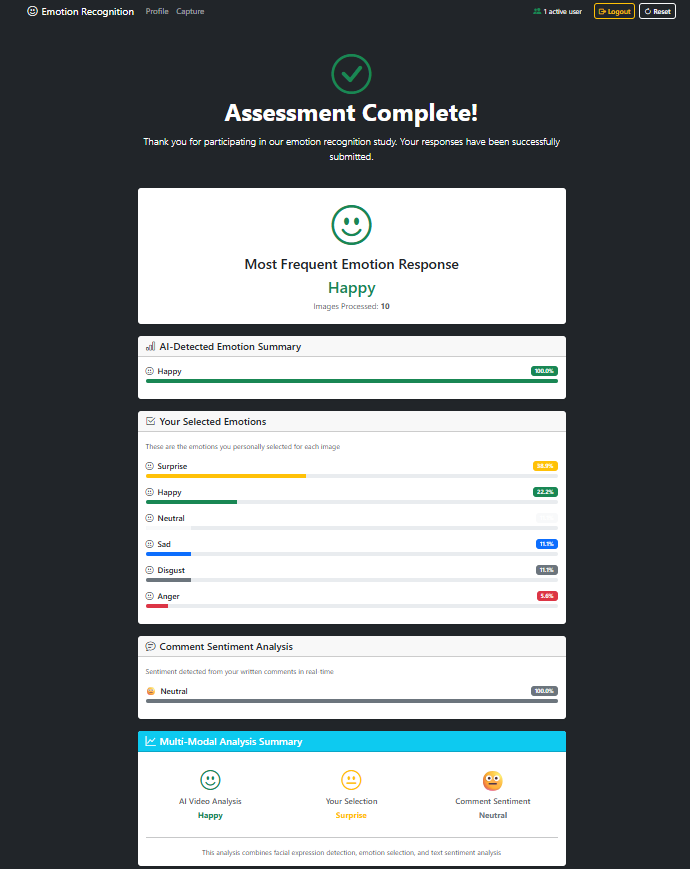 Emotion Recognition Profile Capture 1 active user Logout Reset
Assessment Complete!
Thank you for participating in our emotion recognition study. Your responses have been successfully
submitted.
Most Frequent Emotion Response
Happy
Images Processed: 10
AI-Detected Emotion Summary
Happy 100.0%
Your Selected Emotions
These are the emotions you personally selected for each image
Surprise 38.9%
Happy 22.2%
Neutral
Sad 11.1%
Disgust 11.1%
Anger 5.6%
Comment Sentiment Analysis
Sentiment detected from your written comments in real-time
Neutral 100.0%
Multi-Modal Analysis Summary
AI Video Analysis Your Selection Comment Sentiment
Happy Surprise Neutral
This analysis combines facial expression detection, emotion selection, and text sentiment analysis